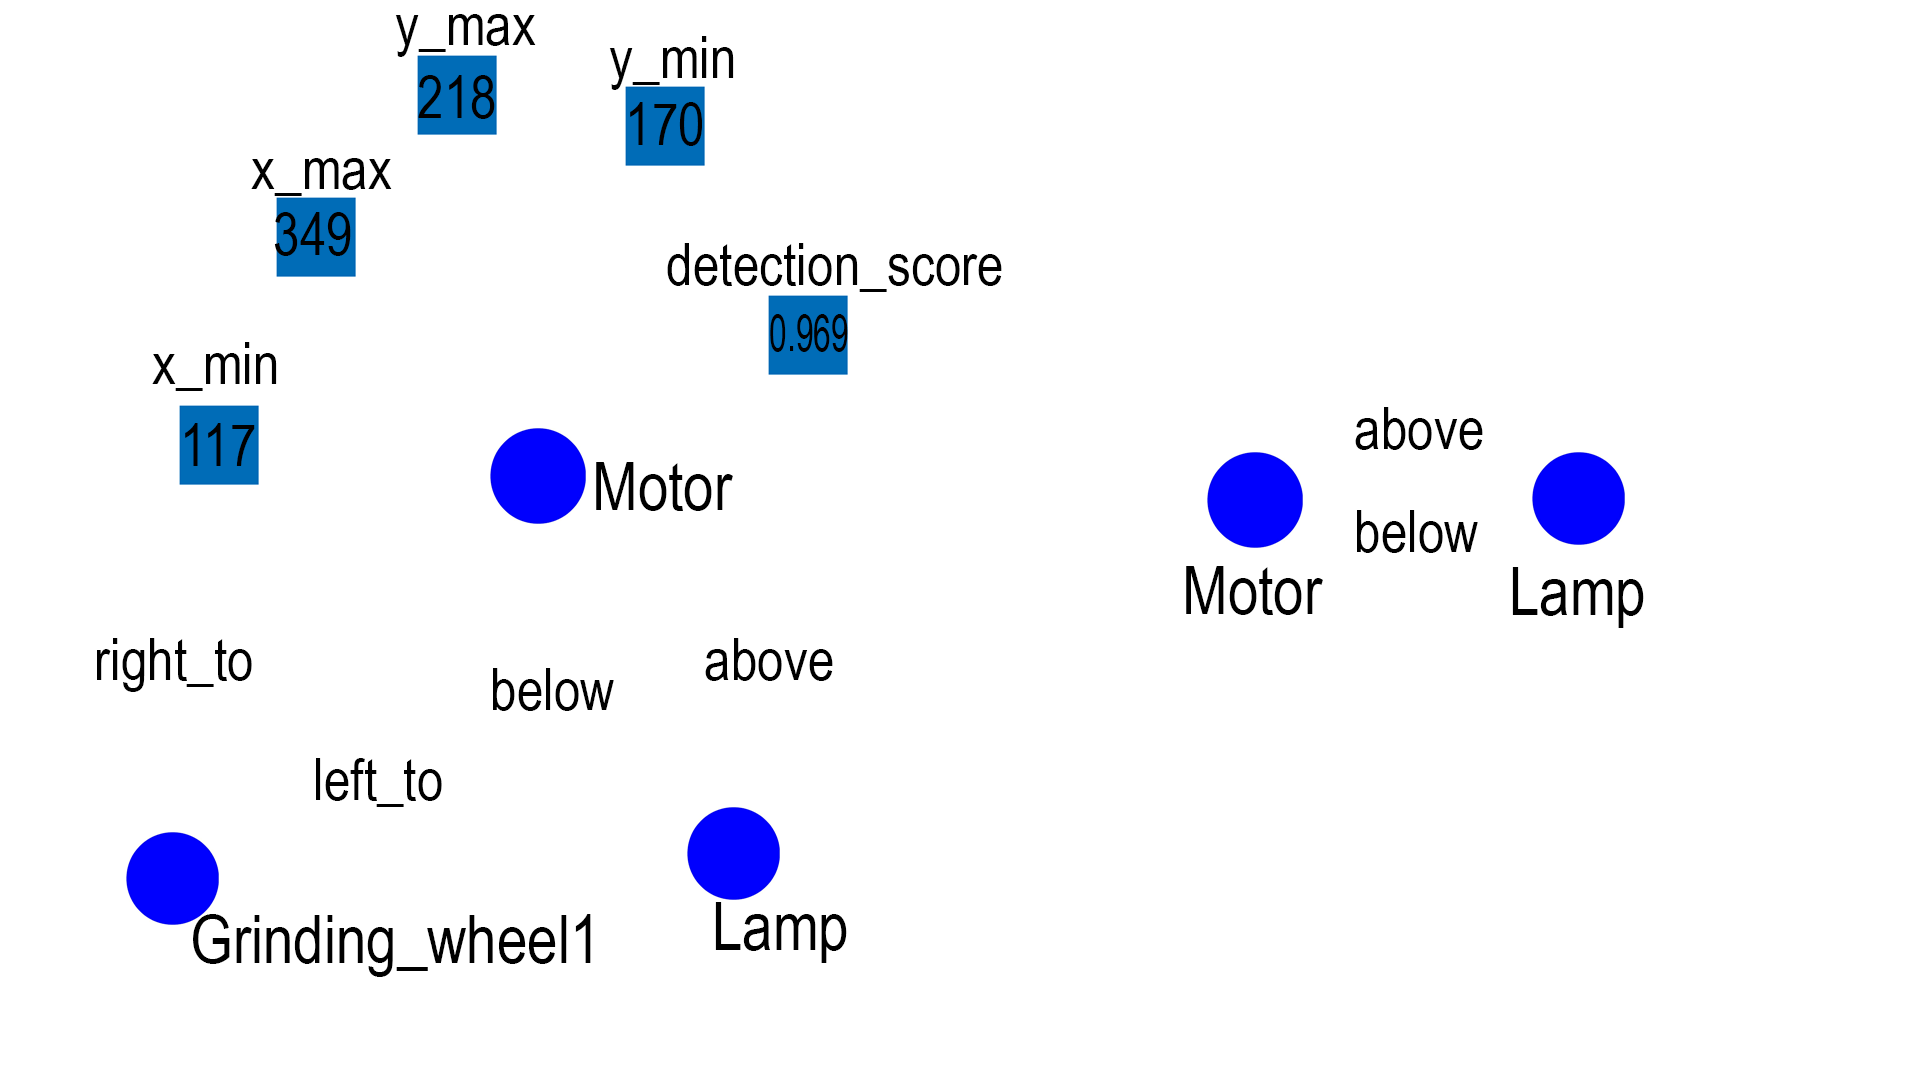 y_max
218
y_min
170
x_max
349
detection_score
0.969
x_min
117
Motor
right_to
below
above
left_to
Grinding_wheel1
Lamp
above
below
Motor
Lamp